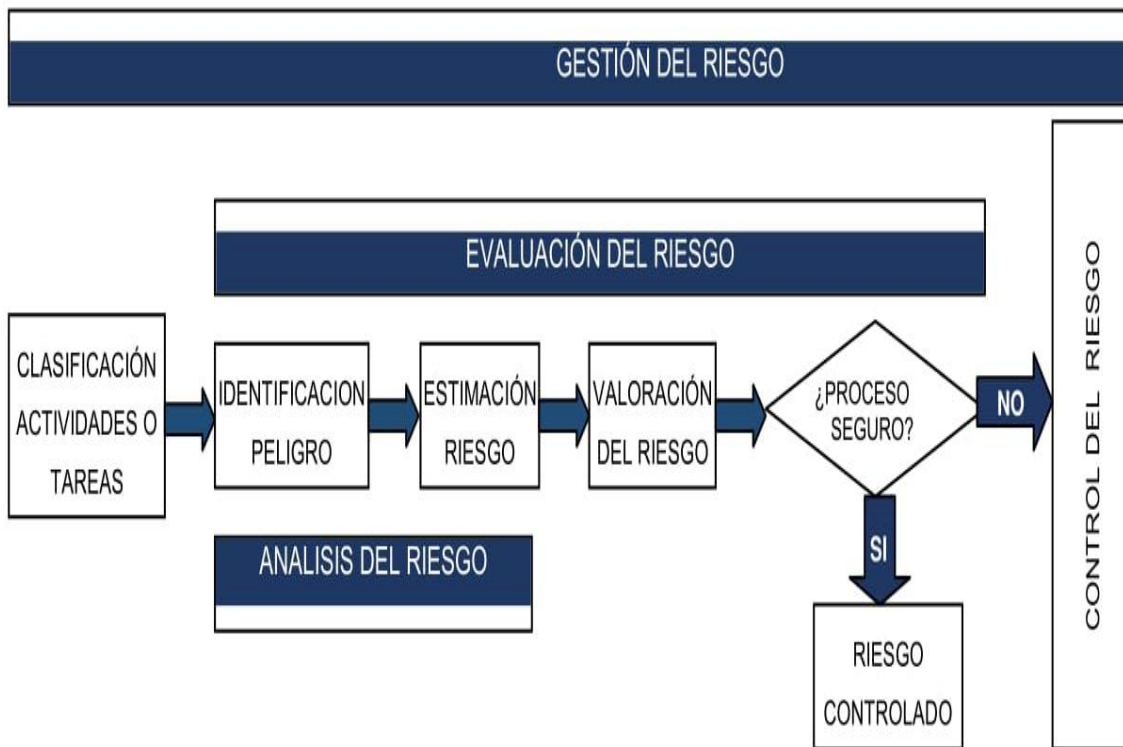 GESTIÓN DEL RIESGO
EVALUACIÓN DEL RIESGO
CLASIFICACIÓN
ACTIVIDADES O
TAREAS
IDENTIFICACION
PELIGRO
ESTIMACIÓN
RIESGO
VALORACIÓN
DEL RIESGO
¿PROCESO
SEGURO?
NO
CONTROL DEL RIESGO
ANALISIS DEL RIESGO
SI
RIESGO
CONTROLADO